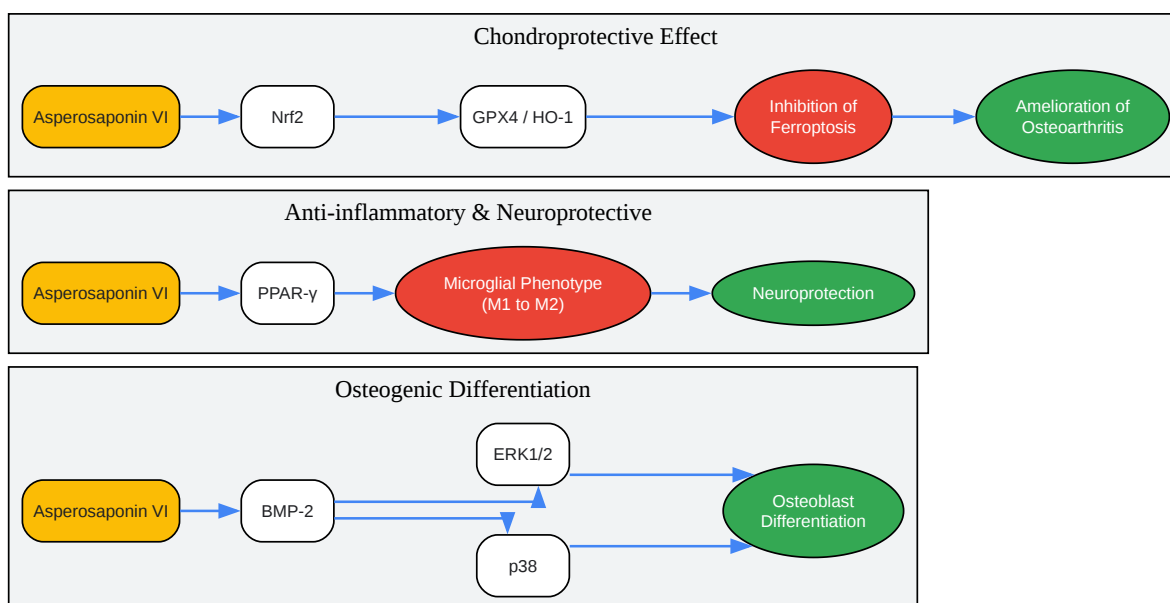 Chondroprotective Effect
Asperosaponin VI
Nrf2
GPX4 / HO-1
Inhibition of
Ferroptosis
Amelioration of
Osteoarthritis
Anti-inflammatory & Neuroprotective
Asperosaponin VI
PPAR-γ
Microglial Phenotype
(M1 to M2)
Neuroprotection
Osteogenic Differentiation
Asperosaponin VI
BMP-2
ERK1/2
p38
Osteoblast
Differentiation